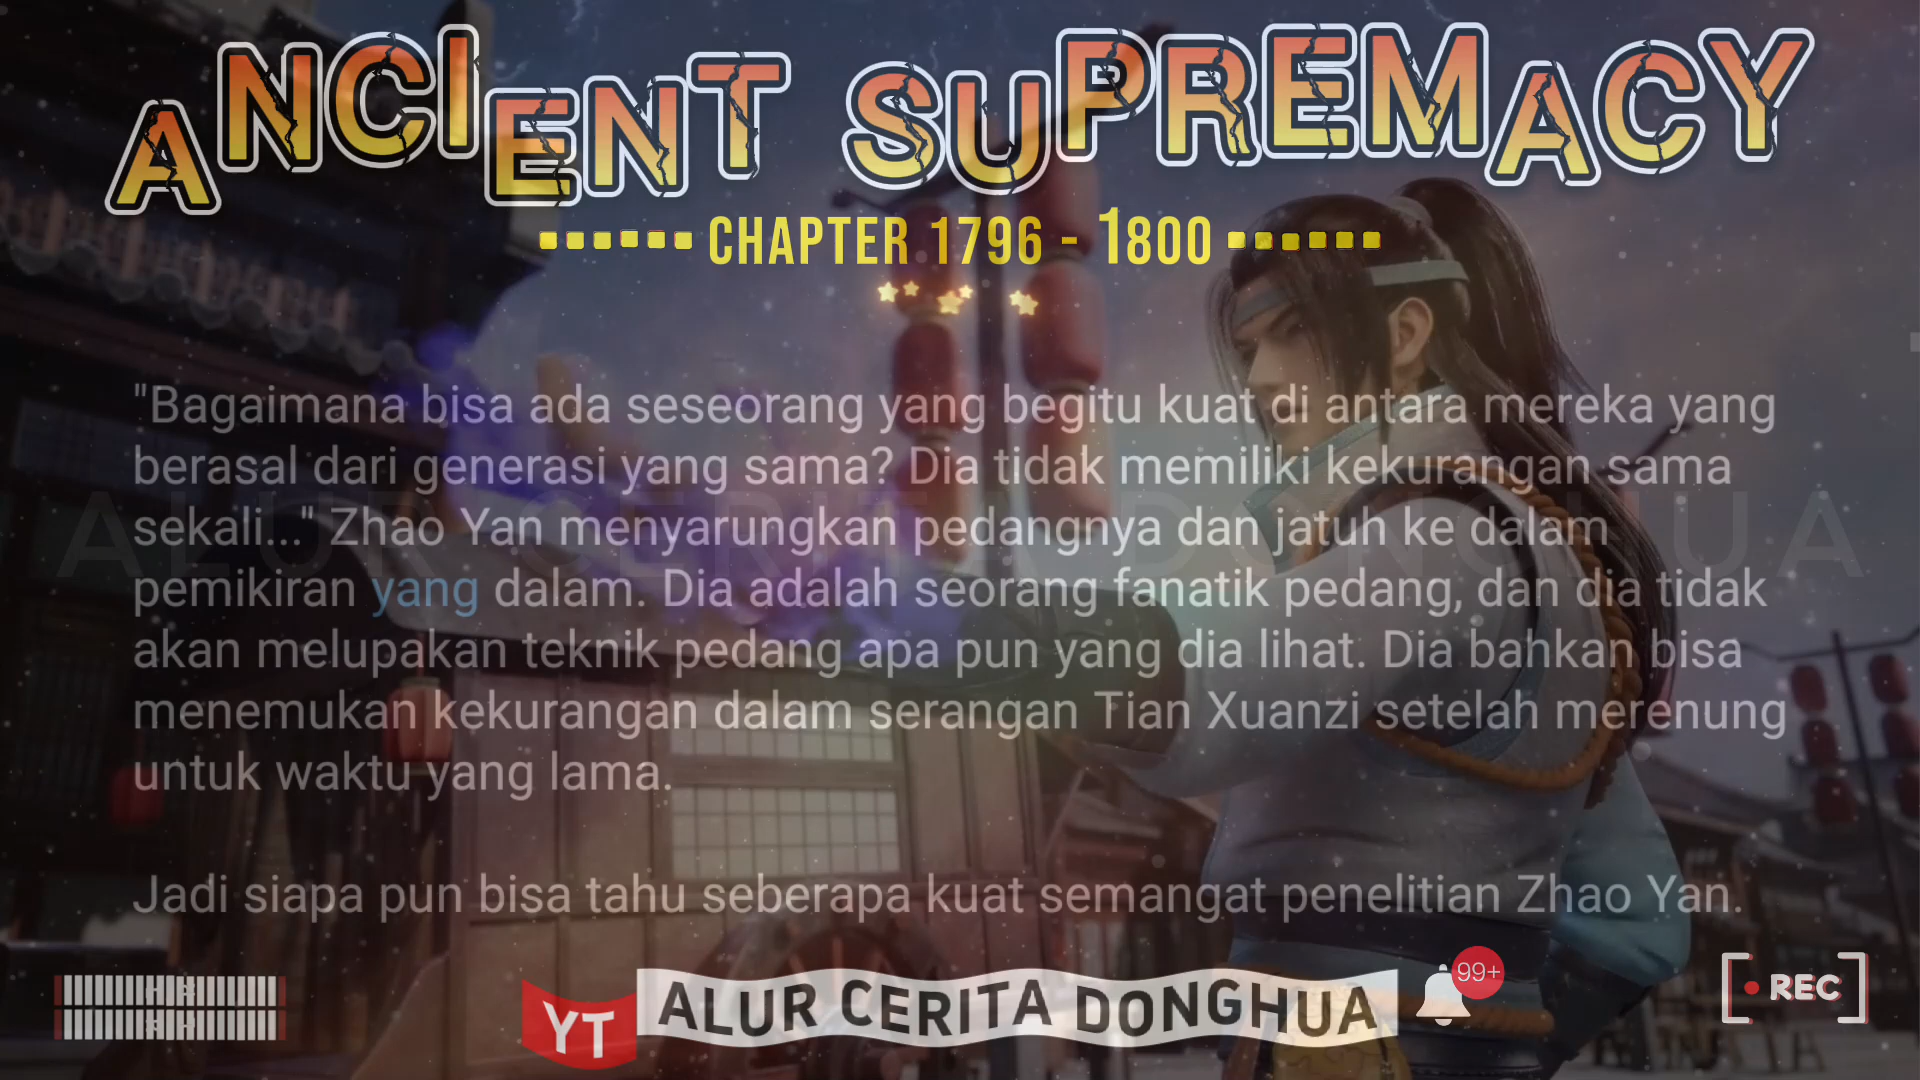 ANCIENT SUPREMACY
CHAPTER 1796 - 1800
"Bagaimana bisa ada seseorang yang begitu kuat di antara mereka yang
berasal dari generasi yang sama? Dia tidak memiliki kekurangan sama
sekali..." Zhao Yan menyarungkan pedangnya dan jatuh ke dalam
pemikiran yang dalam. Dia adalah seorang fanatik pedang, dan dia tidak
akan melupakan teknik pedang apa pun yang dia lihat. Dia bahkan bisa
menemukan kekurangan dalam serangan Tian Xuanzi setelah merenung
untuk waktu yang lama.
Jadi siapa pun bisa tahu seberapa kuat semangat penelitian Zhao Yan.
ALUR CERITA DONGHUA
YT ALUR CERITA DONGHUA
99+
REC